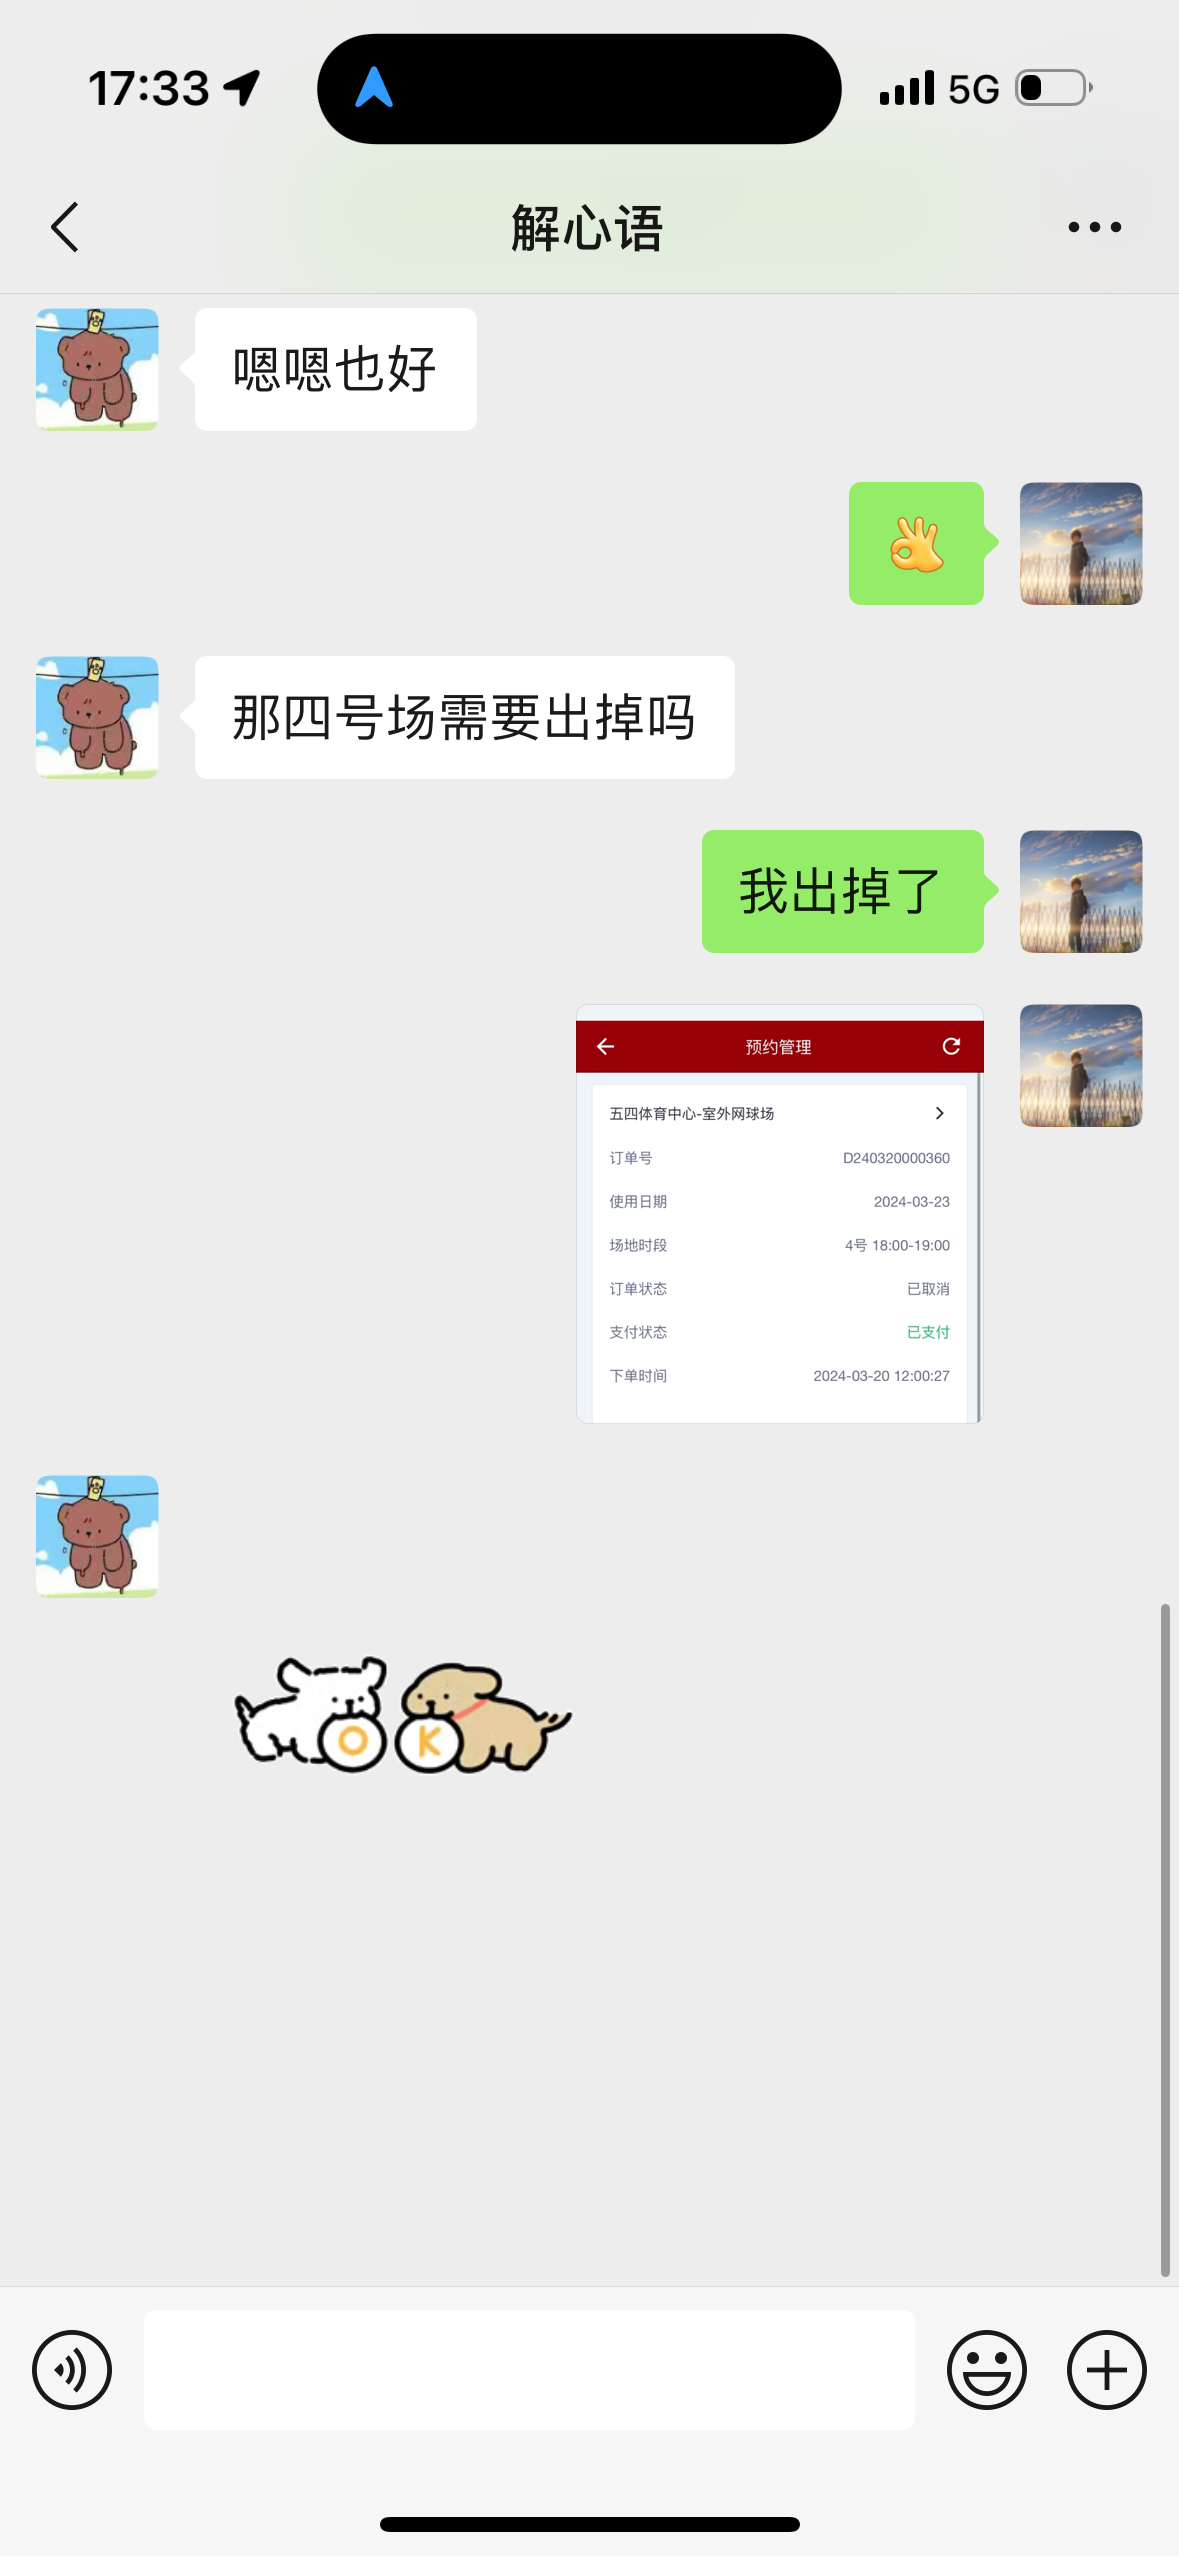 17:33
5G
解心语
嗯嗯也好
👌
那四号场需要出掉吗
我出掉了
预约管理
五四体育中心-室外网球场
订单号 D240320000360
使用日期 2024-03-23
场地时段 4号 18:00-19:00
订单状态 已取消
支付状态 已支付
下单时间 2024-03-20 12:00:27
OK